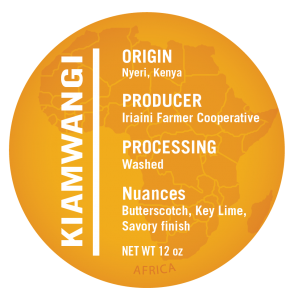 KIAMWANGI
ORIGIN
Nyeri, Kenya
PRODUCER
Iriaini Farmer Cooperative
PROCESSING
Washed
Nuances
Butterscotch, Key Lime,
Savory finish
NET WT 12 oz
AFRICA